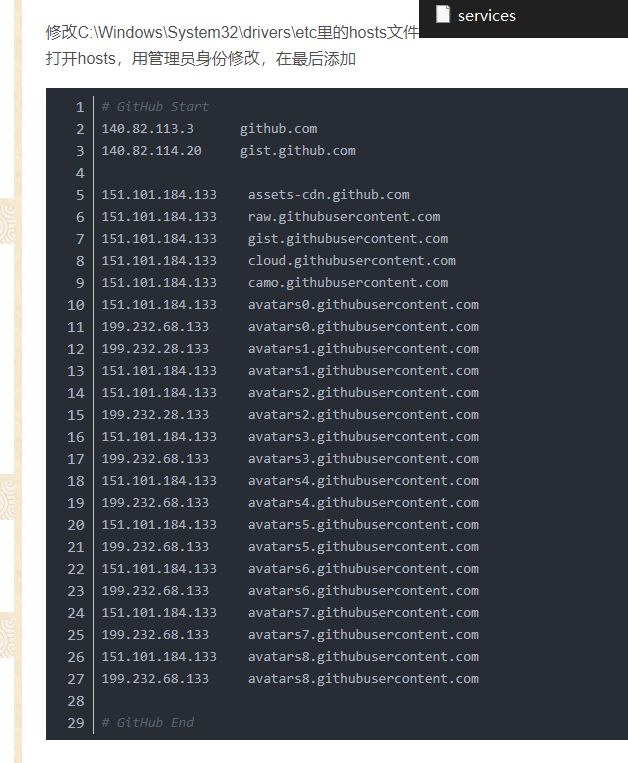 services
修改C:\Windows\System32\drivers\etc里的hosts文件
打开hosts，用管理员身份修改，在最后添加
1 # GitHub Start
2 140.82.113.3 github.com
3 140.82.114.20 gist.github.com
4
5 151.101.184.133 assets-cdn.github.com
6 151.101.184.133 raw.githubusercontent.com
7 151.101.184.133 gist.githubusercontent.com
8 151.101.184.133 cloud.githubusercontent.com
9 151.101.184.133 camo.githubusercontent.com
10 151.101.184.133 avatars0.githubusercontent.com
11 199.232.68.133 avatars0.githubusercontent.com
12 199.232.28.133 avatars1.githubusercontent.com
13 151.101.184.133 avatars1.githubusercontent.com
14 151.101.184.133 avatars2.githubusercontent.com
15 199.232.28.133 avatars2.githubusercontent.com
16 151.101.184.133 avatars3.githubusercontent.com
17 199.232.68.133 avatars3.githubusercontent.com
18 151.101.184.133 avatars4.githubusercontent.com
19 199.232.68.133 avatars4.githubusercontent.com
20 151.101.184.133 avatars5.githubusercontent.com
21 199.232.68.133 avatars5.githubusercontent.com
22 151.101.184.133 avatars6.githubusercontent.com
23 199.232.68.133 avatars6.githubusercontent.com
24 151.101.184.133 avatars7.githubusercontent.com
25 199.232.68.133 avatars7.githubusercontent.com
26 151.101.184.133 avatars8.githubusercontent.com
27 199.232.68.133 avatars8.githubusercontent.com
28
29 # GitHub End